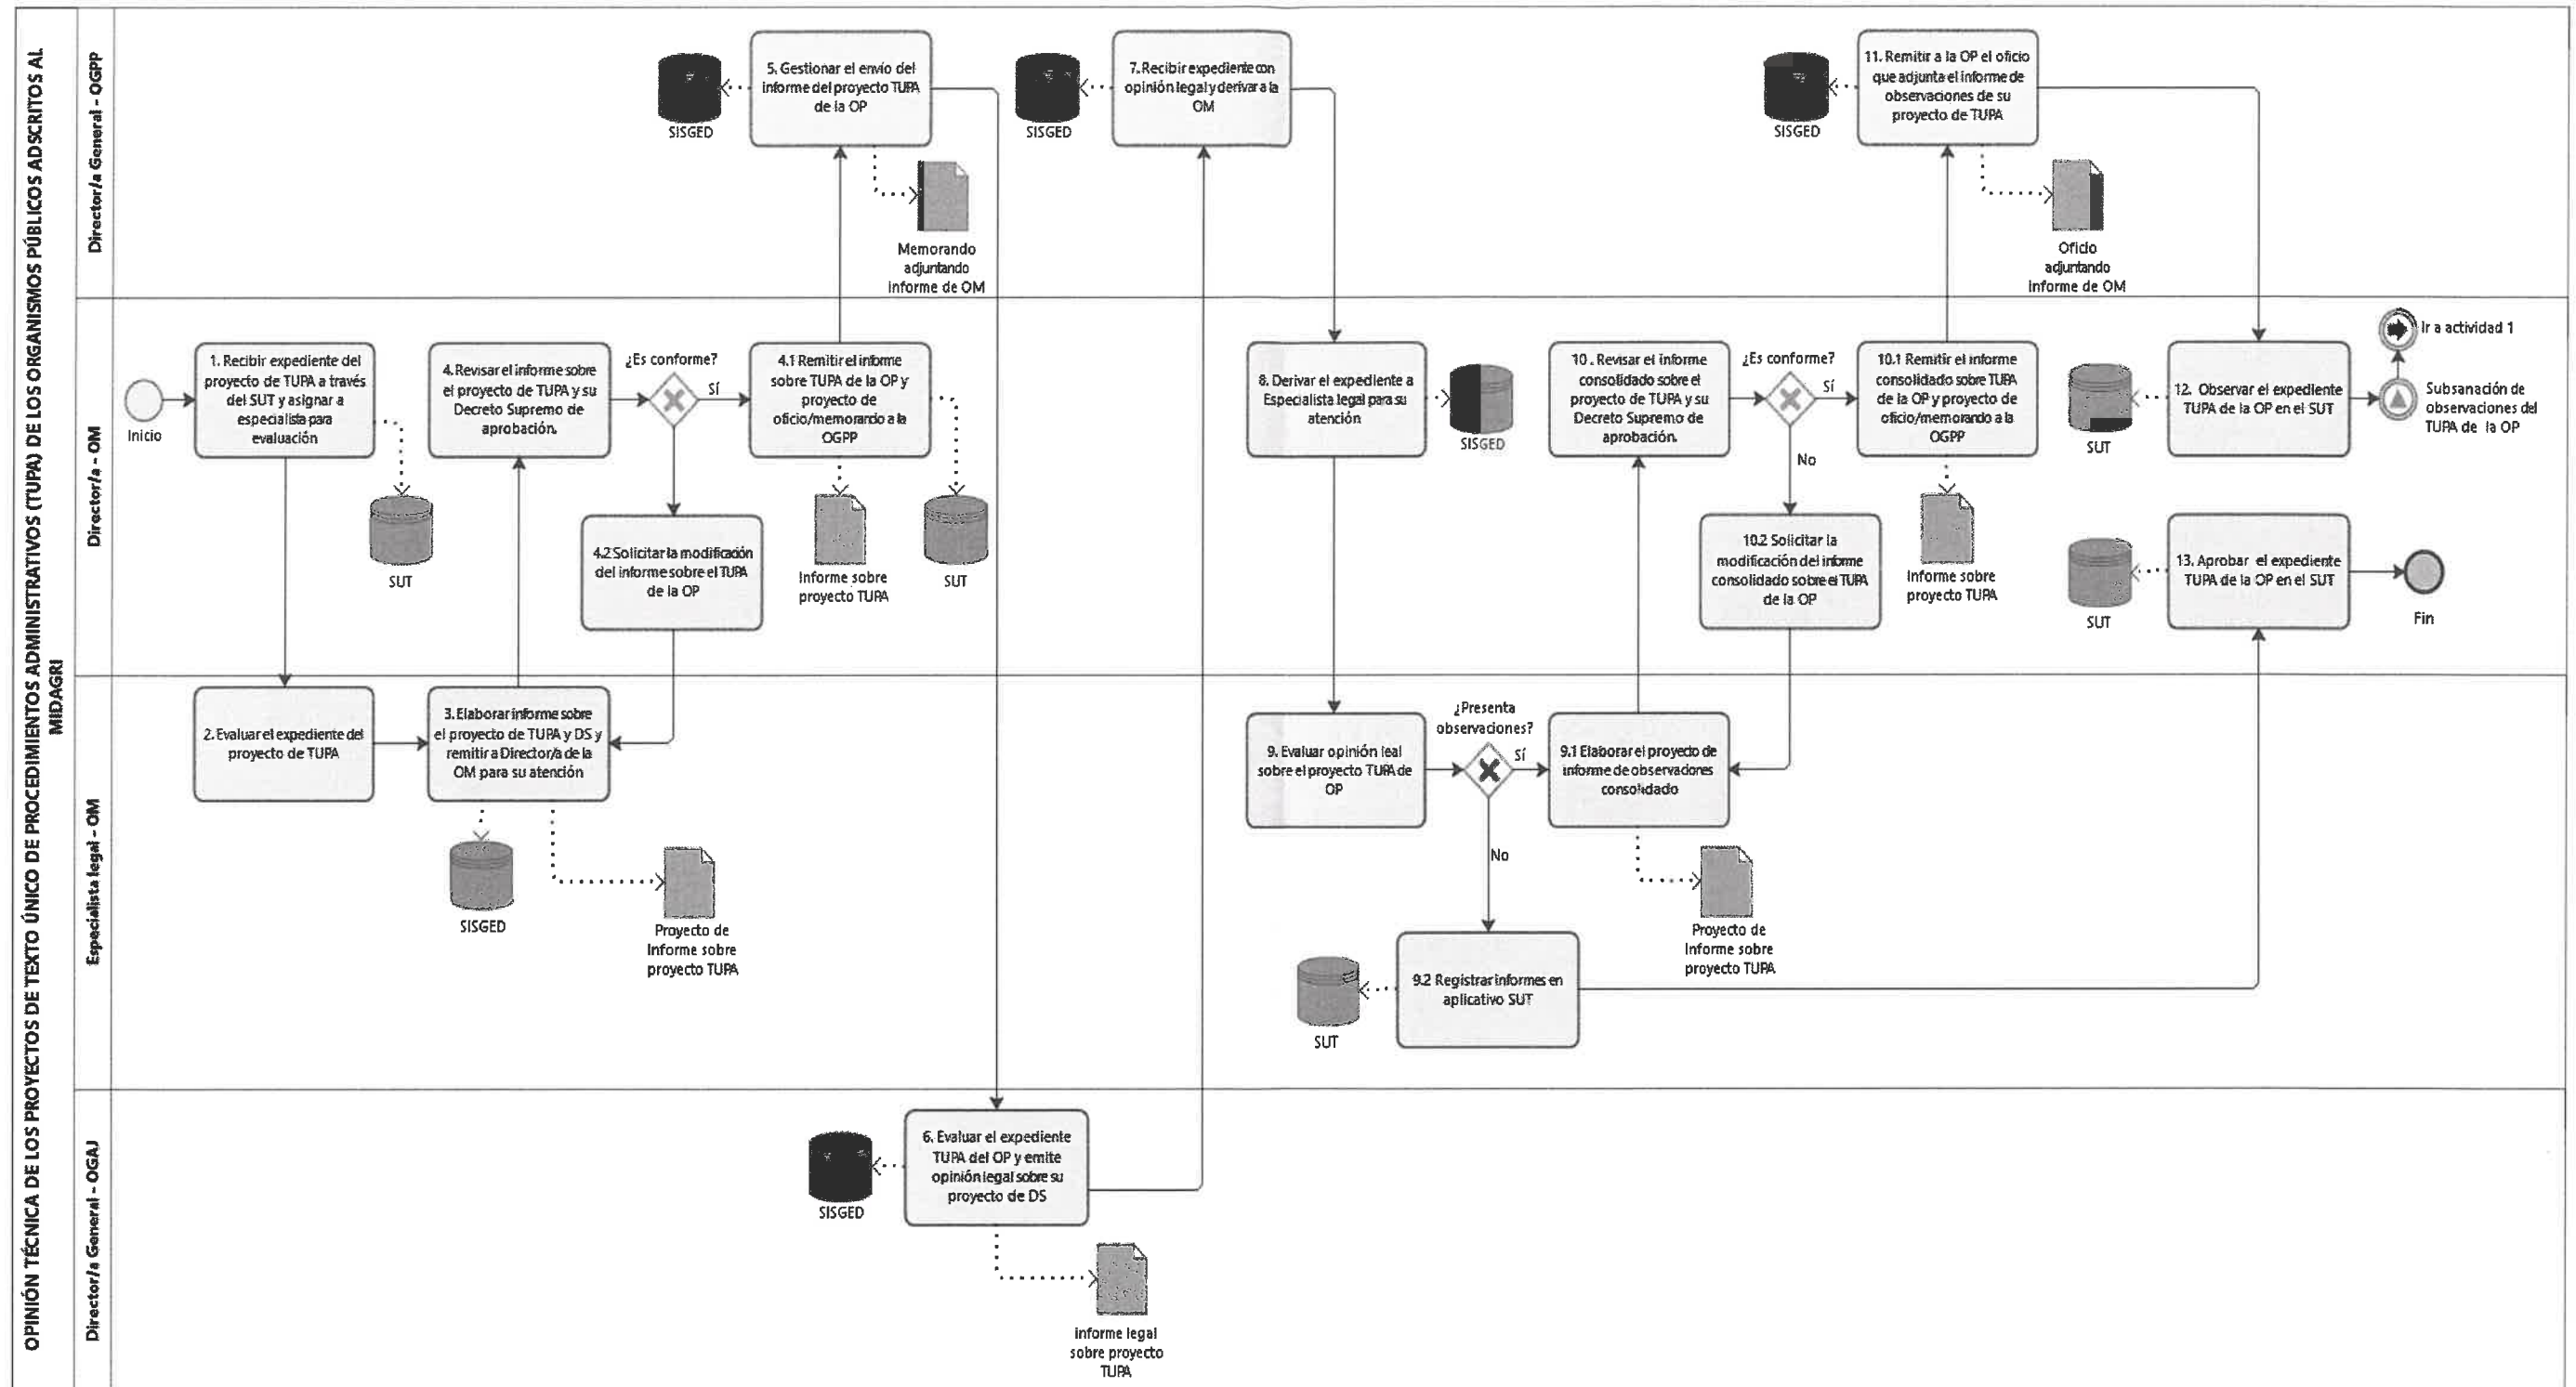 OPINIÓN TÉCNICA DE LOS PROYECTOS DE TEXTO ÚNICO DE PROCEDIMIENTOS ADMINISTRATIVOS (TUPA) DE LOS ORGANISMOS PÚBLICOS ADSCRITOS AL
MIDAGRI
Director/a General - OGPP
SISGED
5. Gestionar el envío del
informe del proyecto TUPA
de la OP
Memorando
adjuntando
informe de OM
SISGED
7. Recibir expediente con
opinión legal y derivar a la
OM
SISGED
11. Remitir a la OP el oficio
que adjunta el informe de
observaciones de su
proyecto de TUPA
Oficio
adjuntando
informe de OM
Director/a - OM
Inicio
1. Recibir expediente del
proyecto de TUPA a través
del SUT y asignar a
especialista para
evaluación
SUT
4. Revisar el informe sobre
el proyecto de TUPA y su
Decreto Supremo de
aprobación.
¿Es conforme?
Sí
4.1 Remitir el informe
sobre TUPA de la OP y
proyecto de
oficio/memorando a la
OGPP
4.2 Solicitar la modificación
del informe sobre el TUPA
de la OP
Informe sobre
proyecto TUPA
SUT
8. Derivar el expediente a
Especialista legal para su
atención
SISGED
10 . Revisar el informe
consolidado sobre el
proyecto de TUPA y su
Decreto Supremo de
aprobación.
¿Es conforme?
Sí
No
10.1 Remitir el informe
consolidado sobre TUPA
de la OP y proyecto de
oficio/memorando a la
OGPP
10.2 Solicitar la
modificación del informe
consolidado sobre el TUPA
de la OP
Informe sobre
proyecto TUPA
SUT
12. Observar el expediente
TUPA de la OP en el SUT
Ir a actividad 1
Subsanación de
observaciones del
TUPA de la OP
SUT
13. Aprobar el expediente
TUPA de la OP en el SUT
Fin
Especialista legal - OM
2. Evaluar el expediente del
proyecto de TUPA
3. Elaborar informe sobre
el proyecto de TUPA y DS y
remitir a Director/a de la
OM para su atención
SISGED
Proyecto de
Informe sobre
proyecto TUPA
9. Evaluar opinión leal
sobre el proyecto TUPA de
OP
¿Presenta
observaciones?
Sí
No
9.1 Elaborar el proyecto de
informe de observaciones
consolidado
Proyecto de
Informe sobre
proyecto TUPA
SUT
9.2 Registrar informes en
aplicativo SUT
Director/a General - OGAJ
SISGED
6. Evaluar el expediente
TUPA del OP y emite
opinión legal sobre su
proyecto de DS
Informe legal
sobre proyecto
TUPA